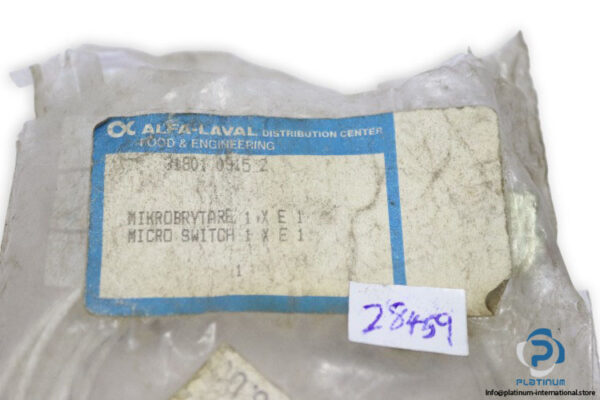 ALFA-LAVAL DISTRIBUTION CENTER
FOOD & ENGINEERING
31801 0915 2
MIKROBRYTARE 1 X E 1
MICRO SWITCH 1 X E 1
1
28459
PLATINUM
Info@platinum-international.store